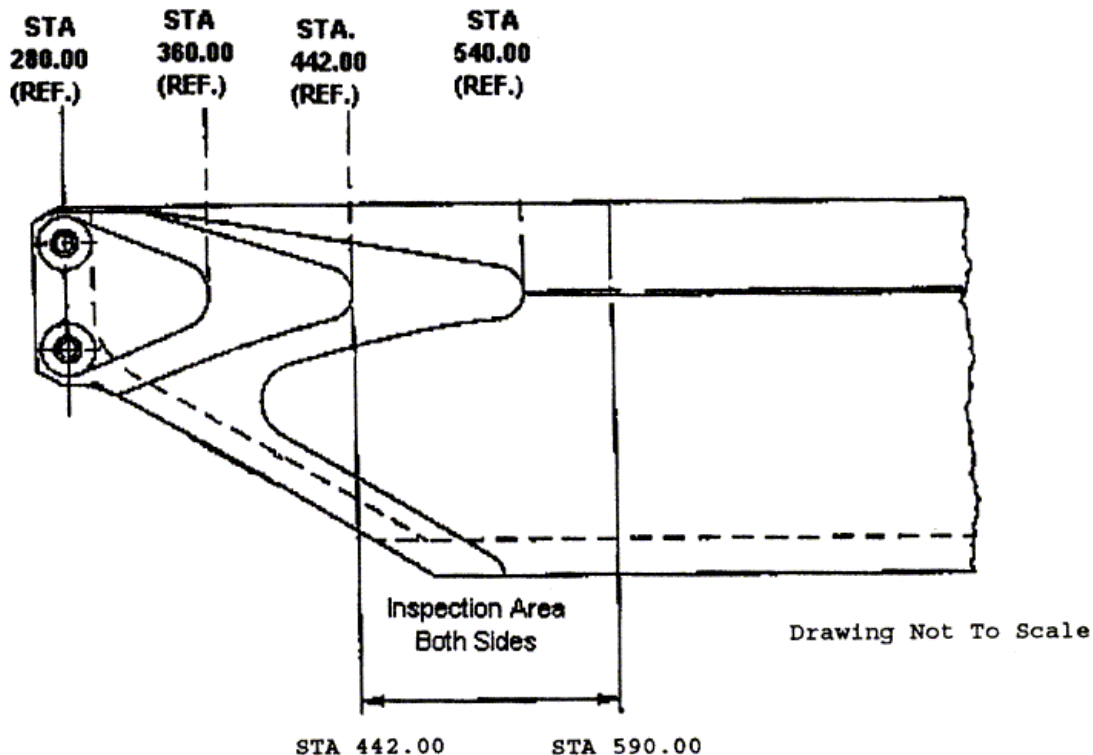 STA
280.00
(REF.)
STA
360.00
(REF.)
STA.
442.00
(REF.)
STA
540.00
(REF.)
Inspection Area
Both Sides
Drawing Not To Scale
STA 442.00
STA 590.00